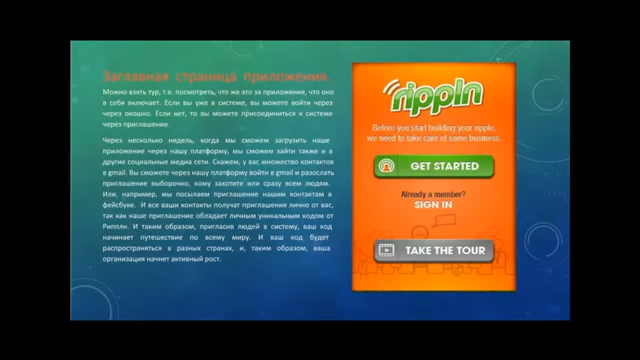 Заглавная страница приложения.
Можно взять тур, т.е. посмотреть, что же это за приложение, что оно
в себя включает. Если вы уже в системе, вы можете войти через
через окошко. Если нет, то вы можете присоединиться к системе
через приглашение.
Через несколько недель, когда мы сможем загрузить наше
приложение через нашу платформу, мы сможем зайти также и в
другие социальные медиа сети. Скажем, у вас множество контактов
в gmail. Вы сможете через нашу платформу войти в gmail и разослать
приглашение выборочно, кому захотите или сразу всем людям.
Или, например, мы посылаем приглашение нашим контактам в
фейсбуке. И все ваши контакты получат приглашения лично от вас,
так как наше приглашение обладает личным уникальным кодом от
Рипплн. И таким образом, пригласив людей в систему, ваш код
начинает путешествие по всему миру. И ваш код будет
распространяться в разных странах, и, таким образом, ваша
организация начнет активный рост.
rippln
Before you start building your ripple,
we need to take care of some business.
GET STARTED
Already a member?
SIGN IN
TAKE THE TOUR